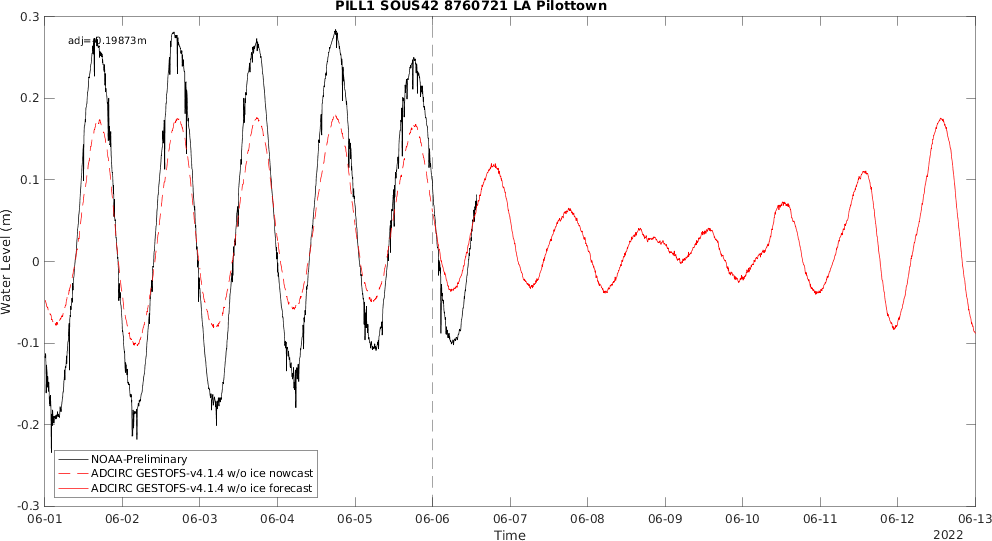 PILL1 SOUS42 8760721 LA Pilottown
adj=-0.19873m
0.3
0.2
0.1
0
-0.1
-0.2
-0.3
Water Level (m)
NOAA-Preliminary
ADCIRC GESTOFS-v4.1.4 w/o ice nowcast
ADCIRC GESTOFS-v4.1.4 w/o ice forecast
06-01 06-02 06-03 06-04 06-05 06-06 06-07 06-08 06-09 06-10 06-11 06-12 06-13
Time
2022